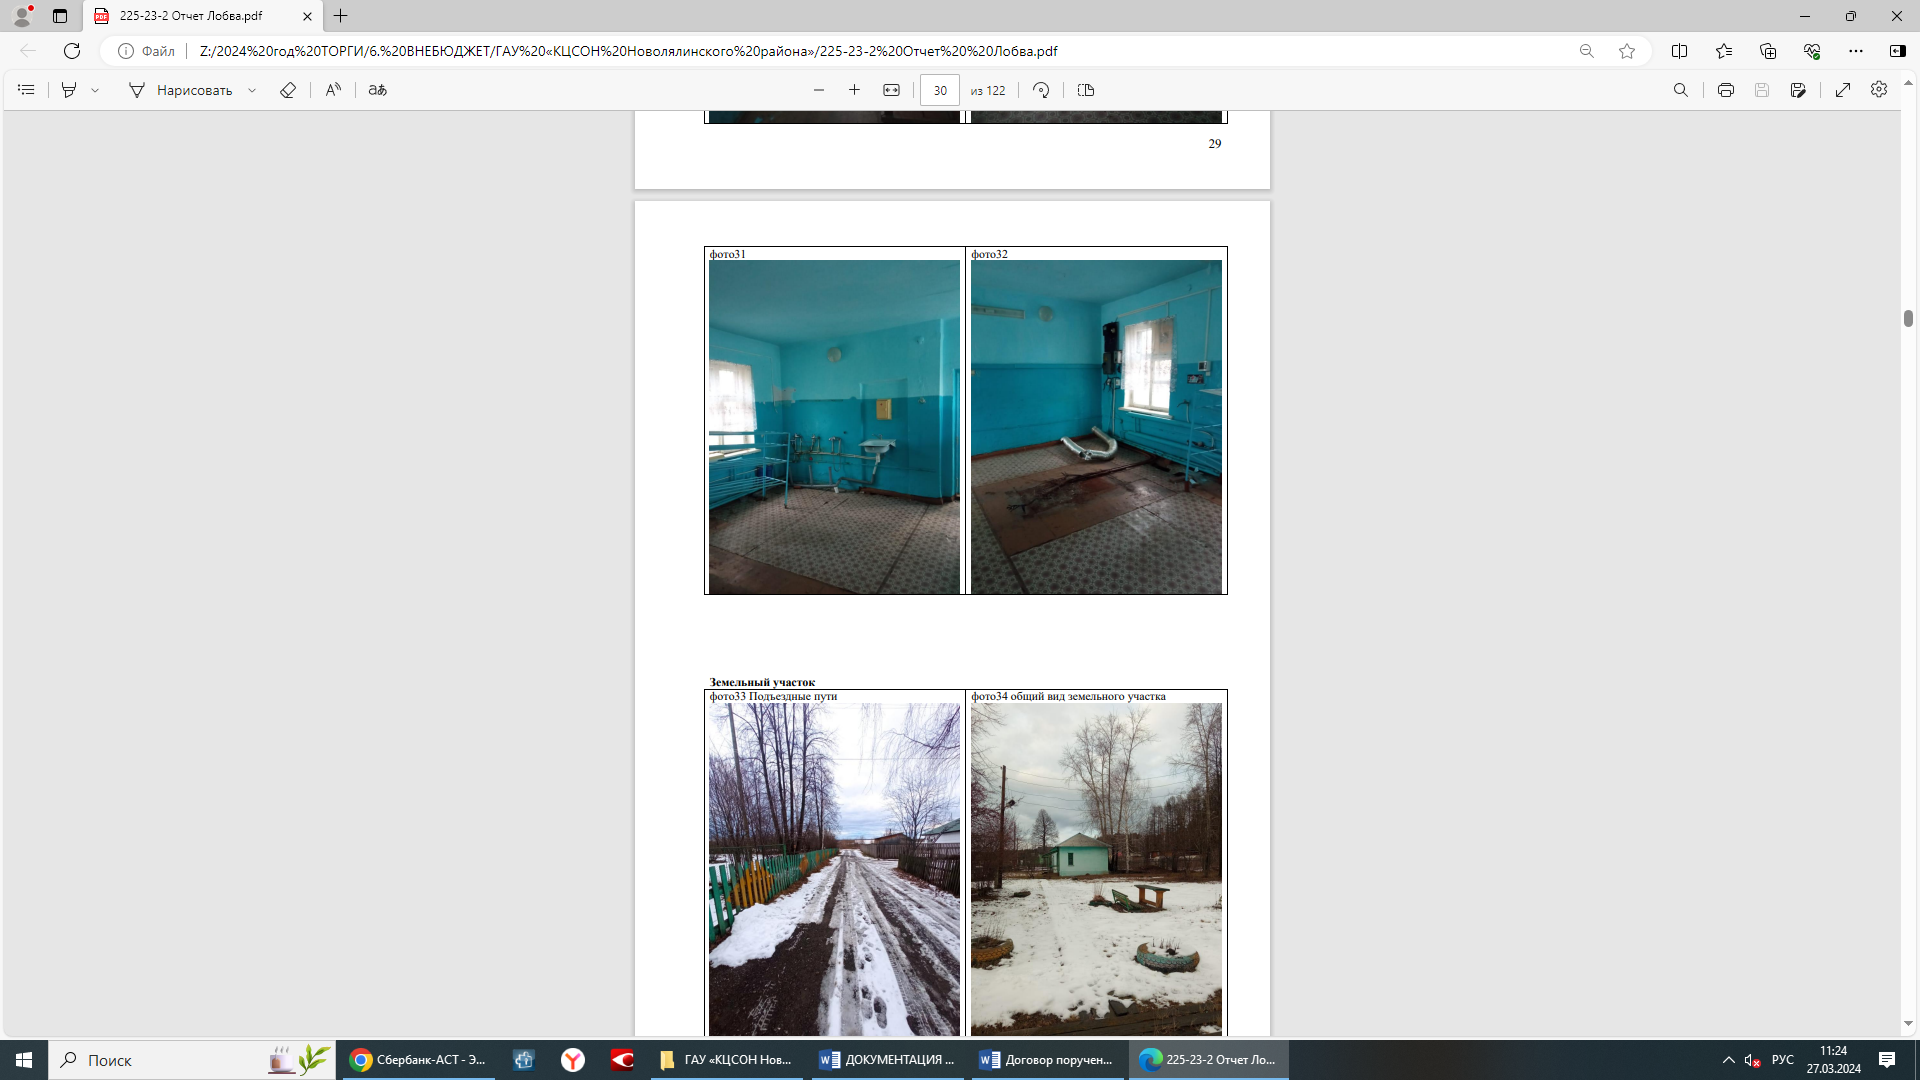 225-23-2 Отчет Лобва.pdf
Файл
Z:/2024%20год%20ТОРГИ/6.%20ВНЕБЮДЖЕТ/ГАУ%20«КЦСОН%20Новолялинского%20района»/225-23-2%20Отчет%20%20Лобва.pdf
Нарисовать
аあ
30 из 122
29
фото31
фото32
Земельный участок
фото33 Подъездные пути
фото34 общий вид земельного участка
Поиск
Сбербанк-АСТ - Э...
ГАУ «КЦСОН Нов...
ДОКУМЕНТАЦИЯ ...
Договор поручен...
225-23-2 Отчет Ло...
РУС
11:24
27.03.2024